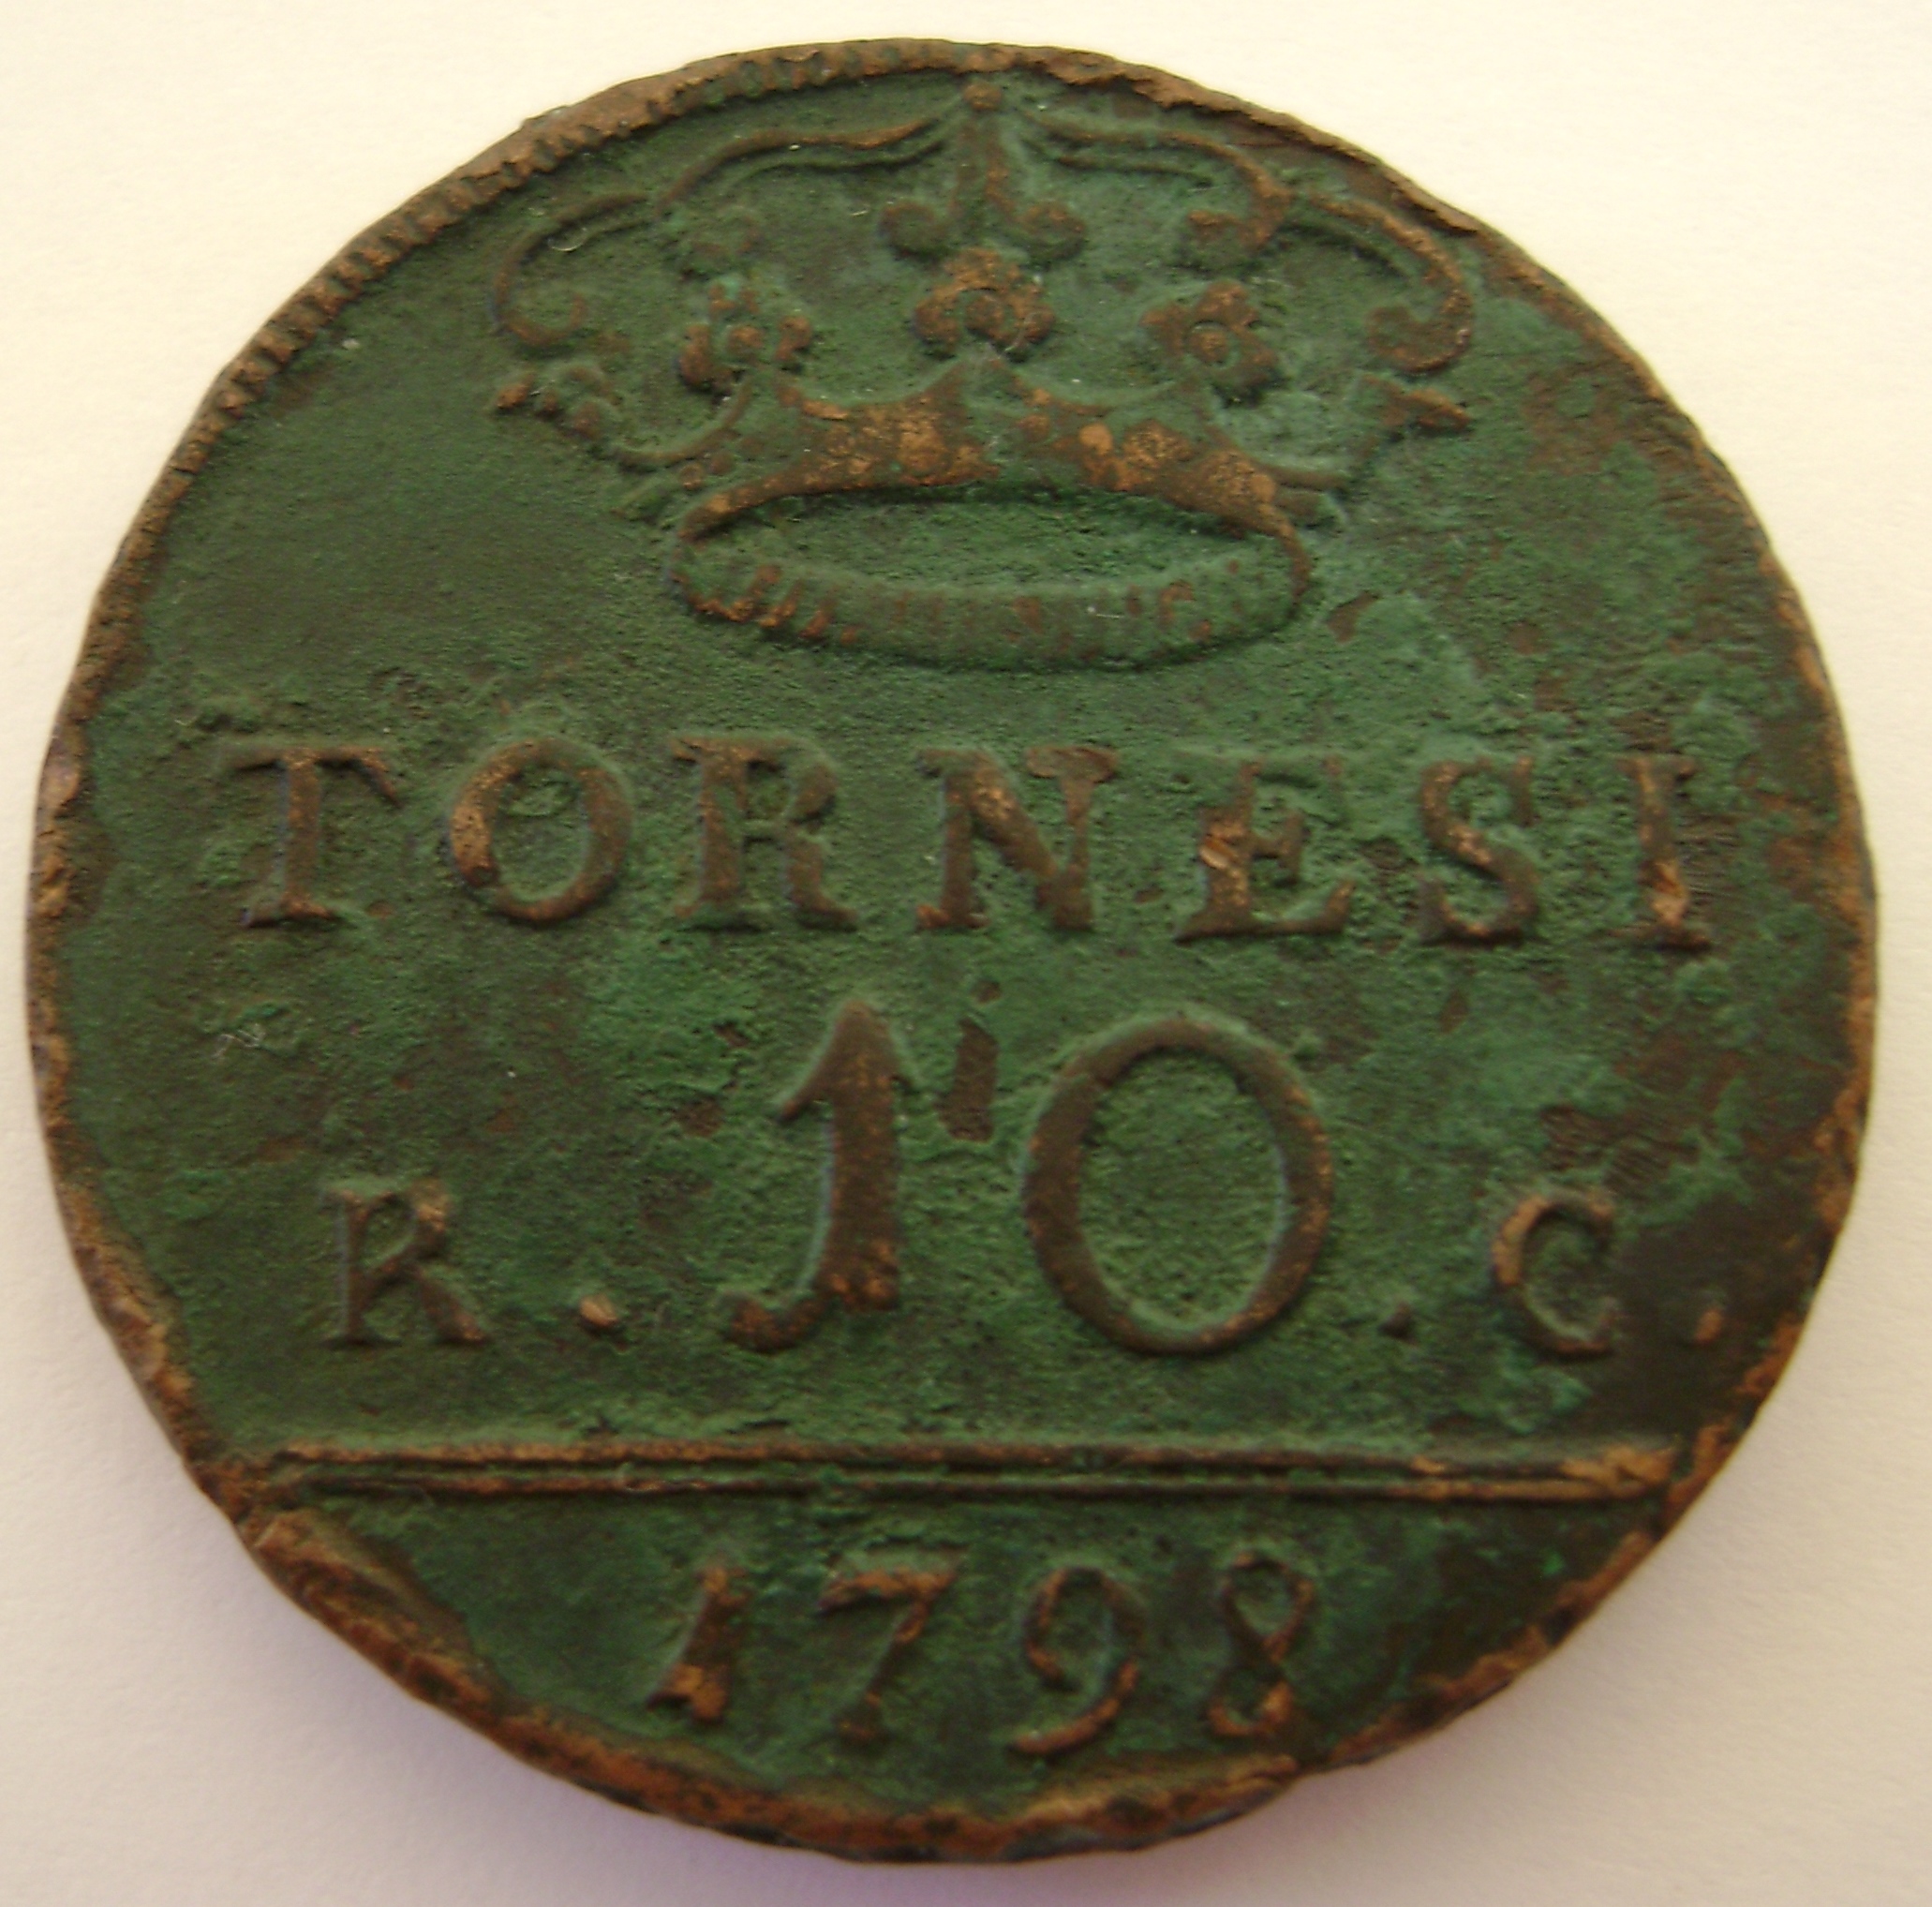 TORNESI
R. 10. C.
1798